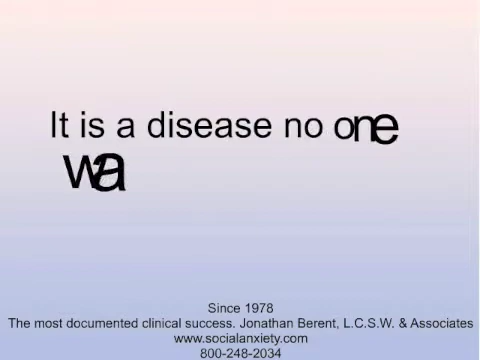 It is a disease no one
wa
Since 1978
The most documented clinical success. Jonathan Berent, L.C.S.W. & Associates
www.socialanxiety.com
800-248-2034